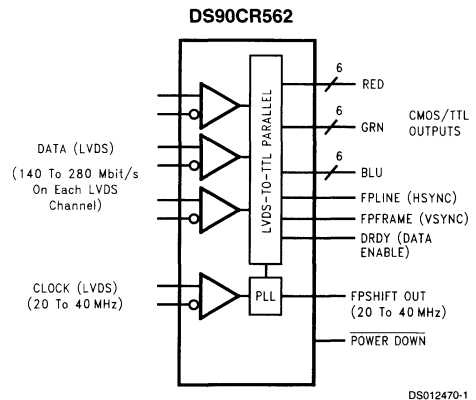 DS90CR562
DATA (LVDS)
(140 To 280 Mbit/s
On Each LVDS
Channel)
CLOCK (LVDS)
(20 To 40 MHz)
LVDS-TO-TTL PARALLEL
PLL
6
RED
6
GRN
6
BLU
CMOS/TTL
OUTPUTS
FPLINE (HSYNC)
FPFRAME (VSYNC)
DRDY (DATA
ENABLE)
FPSHIFT OUT
(20 To 40 MHz)
POWER DOWN
DS012470-1